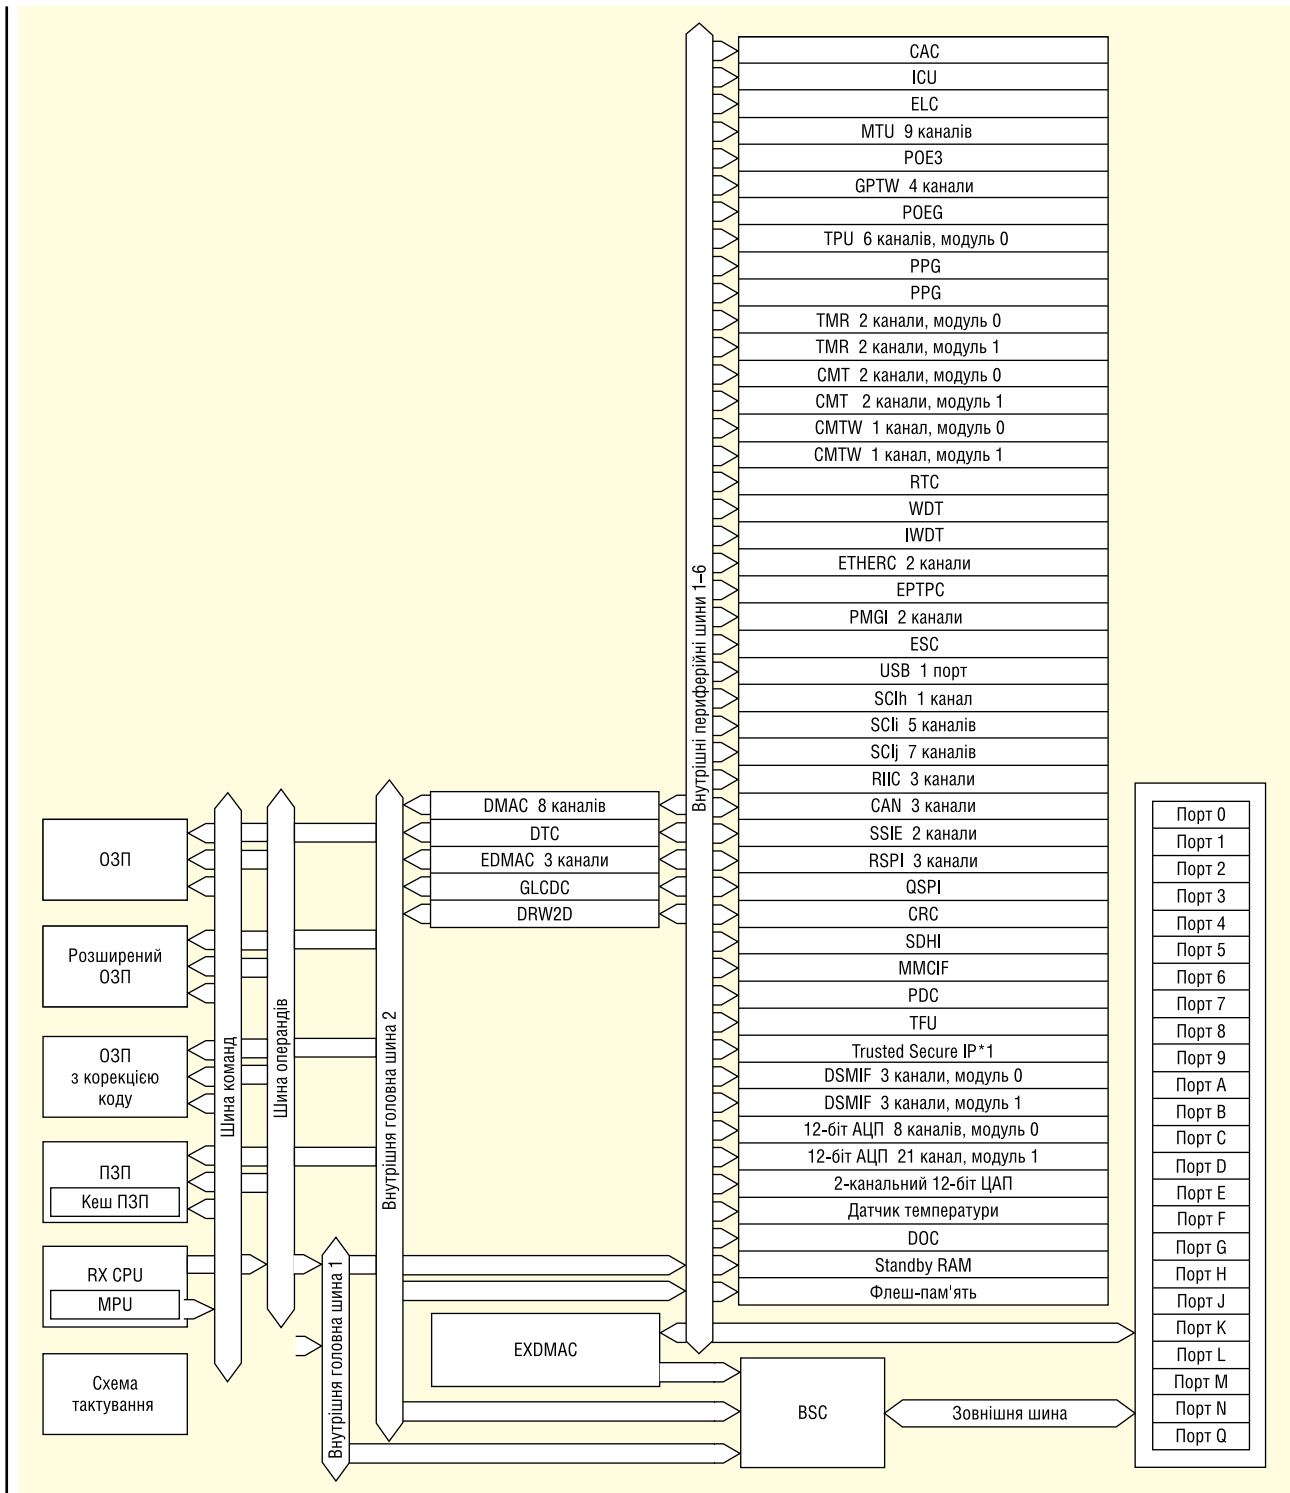 CAC
ICU
ELC
MTU 9 каналів
POE3
GPTW 4 канали
POEG
TPU 6 каналів, модуль 0
PPG
PPG
TMR 2 канали, модуль 0
TMR 2 канали, модуль 1
CMT 2 канали, модуль 0
CMT 2 канали, модуль 1
CMTW 1 канал, модуль 0
CMTW 1 канал, модуль 1
RTC
WDT
IWDT
ETHERC 2 канали
EPTPC
PMGI 2 канали
ESC
USB 1 порт
SCIh 1 канал
SCIi 5 каналів
SCIj 7 каналів
RIIC 3 канали
CAN 3 канали
SSIE 2 канали
RSPI 3 канали
QSPI
CRC
SDHI
MMCIF
PDC
TFU
Trusted Secure IP*1
DSMIF 3 канали, модуль 0
DSMIF 3 канали, модуль 1
12-біт АЦП 8 каналів, модуль 0
12-біт АЦП 21 канал, модуль 1
2-канальний 12-біт ЦАП
Датчик температури
DOC
Standby RAM
Флеш-пам'ять
Внутрішні периферійні шини 1–6
DMAC 8 каналів
DTC
EDMAC 3 канали
GLCDC
DRW2D
ОЗП
Розширений
ОЗП
ОЗП
з корекцією
коду
ПЗП
Кеш ПЗП
RX CPU
MPU
Схема
тактування
Шина команд
Шина операндів
Внутрішня головна шина 1
Внутрішня головна шина 2
EXDMAC
BSC
Зовнішня шина
Порт 0
Порт 1
Порт 2
Порт 3
Порт 4
Порт 5
Порт 6
Порт 7
Порт 8
Порт 9
Порт A
Порт B
Порт C
Порт D
Порт E
Порт F
Порт G
Порт H
Порт J
Порт K
Порт L
Порт M
Порт N
Порт Q